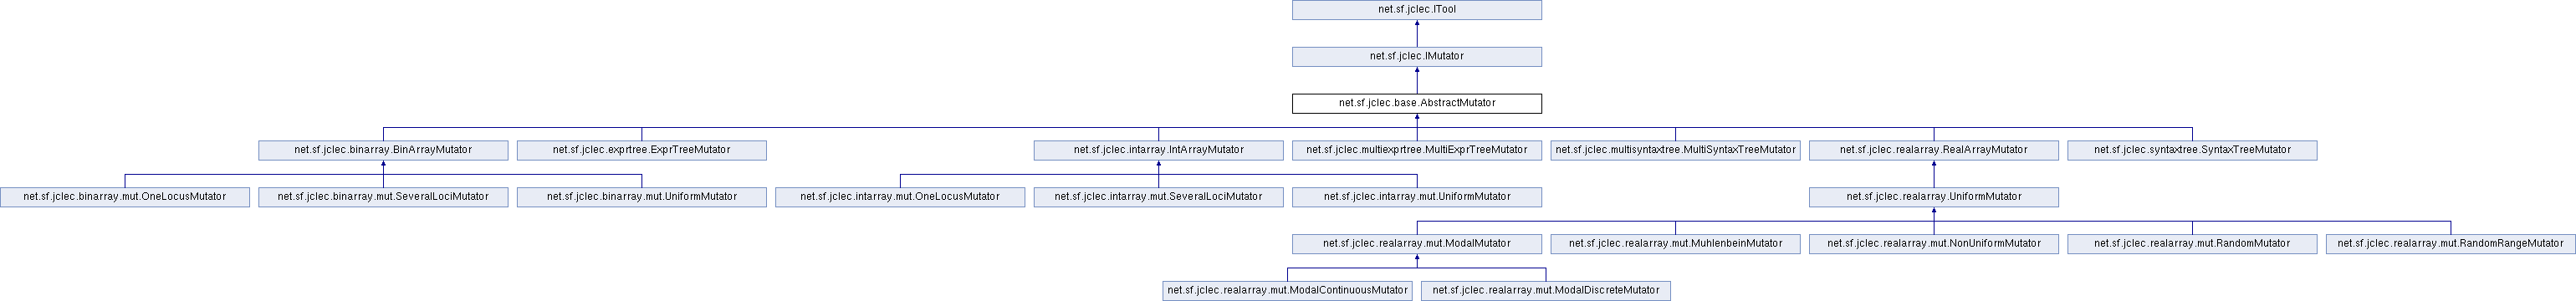 net.sf.jclec.ITool
net.sf.jclec.IMutator
net.sf.jclec.base.AbstractMutator
net.sf.jclec.binarray.BinArrayMutator
net.sf.jclec.exprtree.ExprTreeMutator
net.sf.jclec.intarray.IntArrayMutator
net.sf.jclec.multiexprtree.MultiExprTreeMutator
net.sf.jclec.multisyntaxtree.MultiSyntaxTreeMutator
net.sf.jclec.realarray.RealArrayMutator
net.sf.jclec.syntaxtree.SyntaxTreeMutator
net.sf.jclec.binarray.mut.OneLocusMutator
net.sf.jclec.binarray.mut.SeveralLociMutator
net.sf.jclec.binarray.mut.UniformMutator
net.sf.jclec.intarray.mut.OneLocusMutator
net.sf.jclec.intarray.mut.SeveralLociMutator
net.sf.jclec.intarray.mut.UniformMutator
net.sf.jclec.realarray.UniformMutator
net.sf.jclec.realarray.mut.ModalMutator
net.sf.jclec.realarray.mut.MuhlenbeinMutator
net.sf.jclec.realarray.mut.NonUniformMutator
net.sf.jclec.realarray.mut.RandomMutator
net.sf.jclec.realarray.mut.RandomRangeMutator
net.sf.jclec.realarray.mut.ModalContinuousMutator
net.sf.jclec.realarray.mut.ModalDiscreteMutator